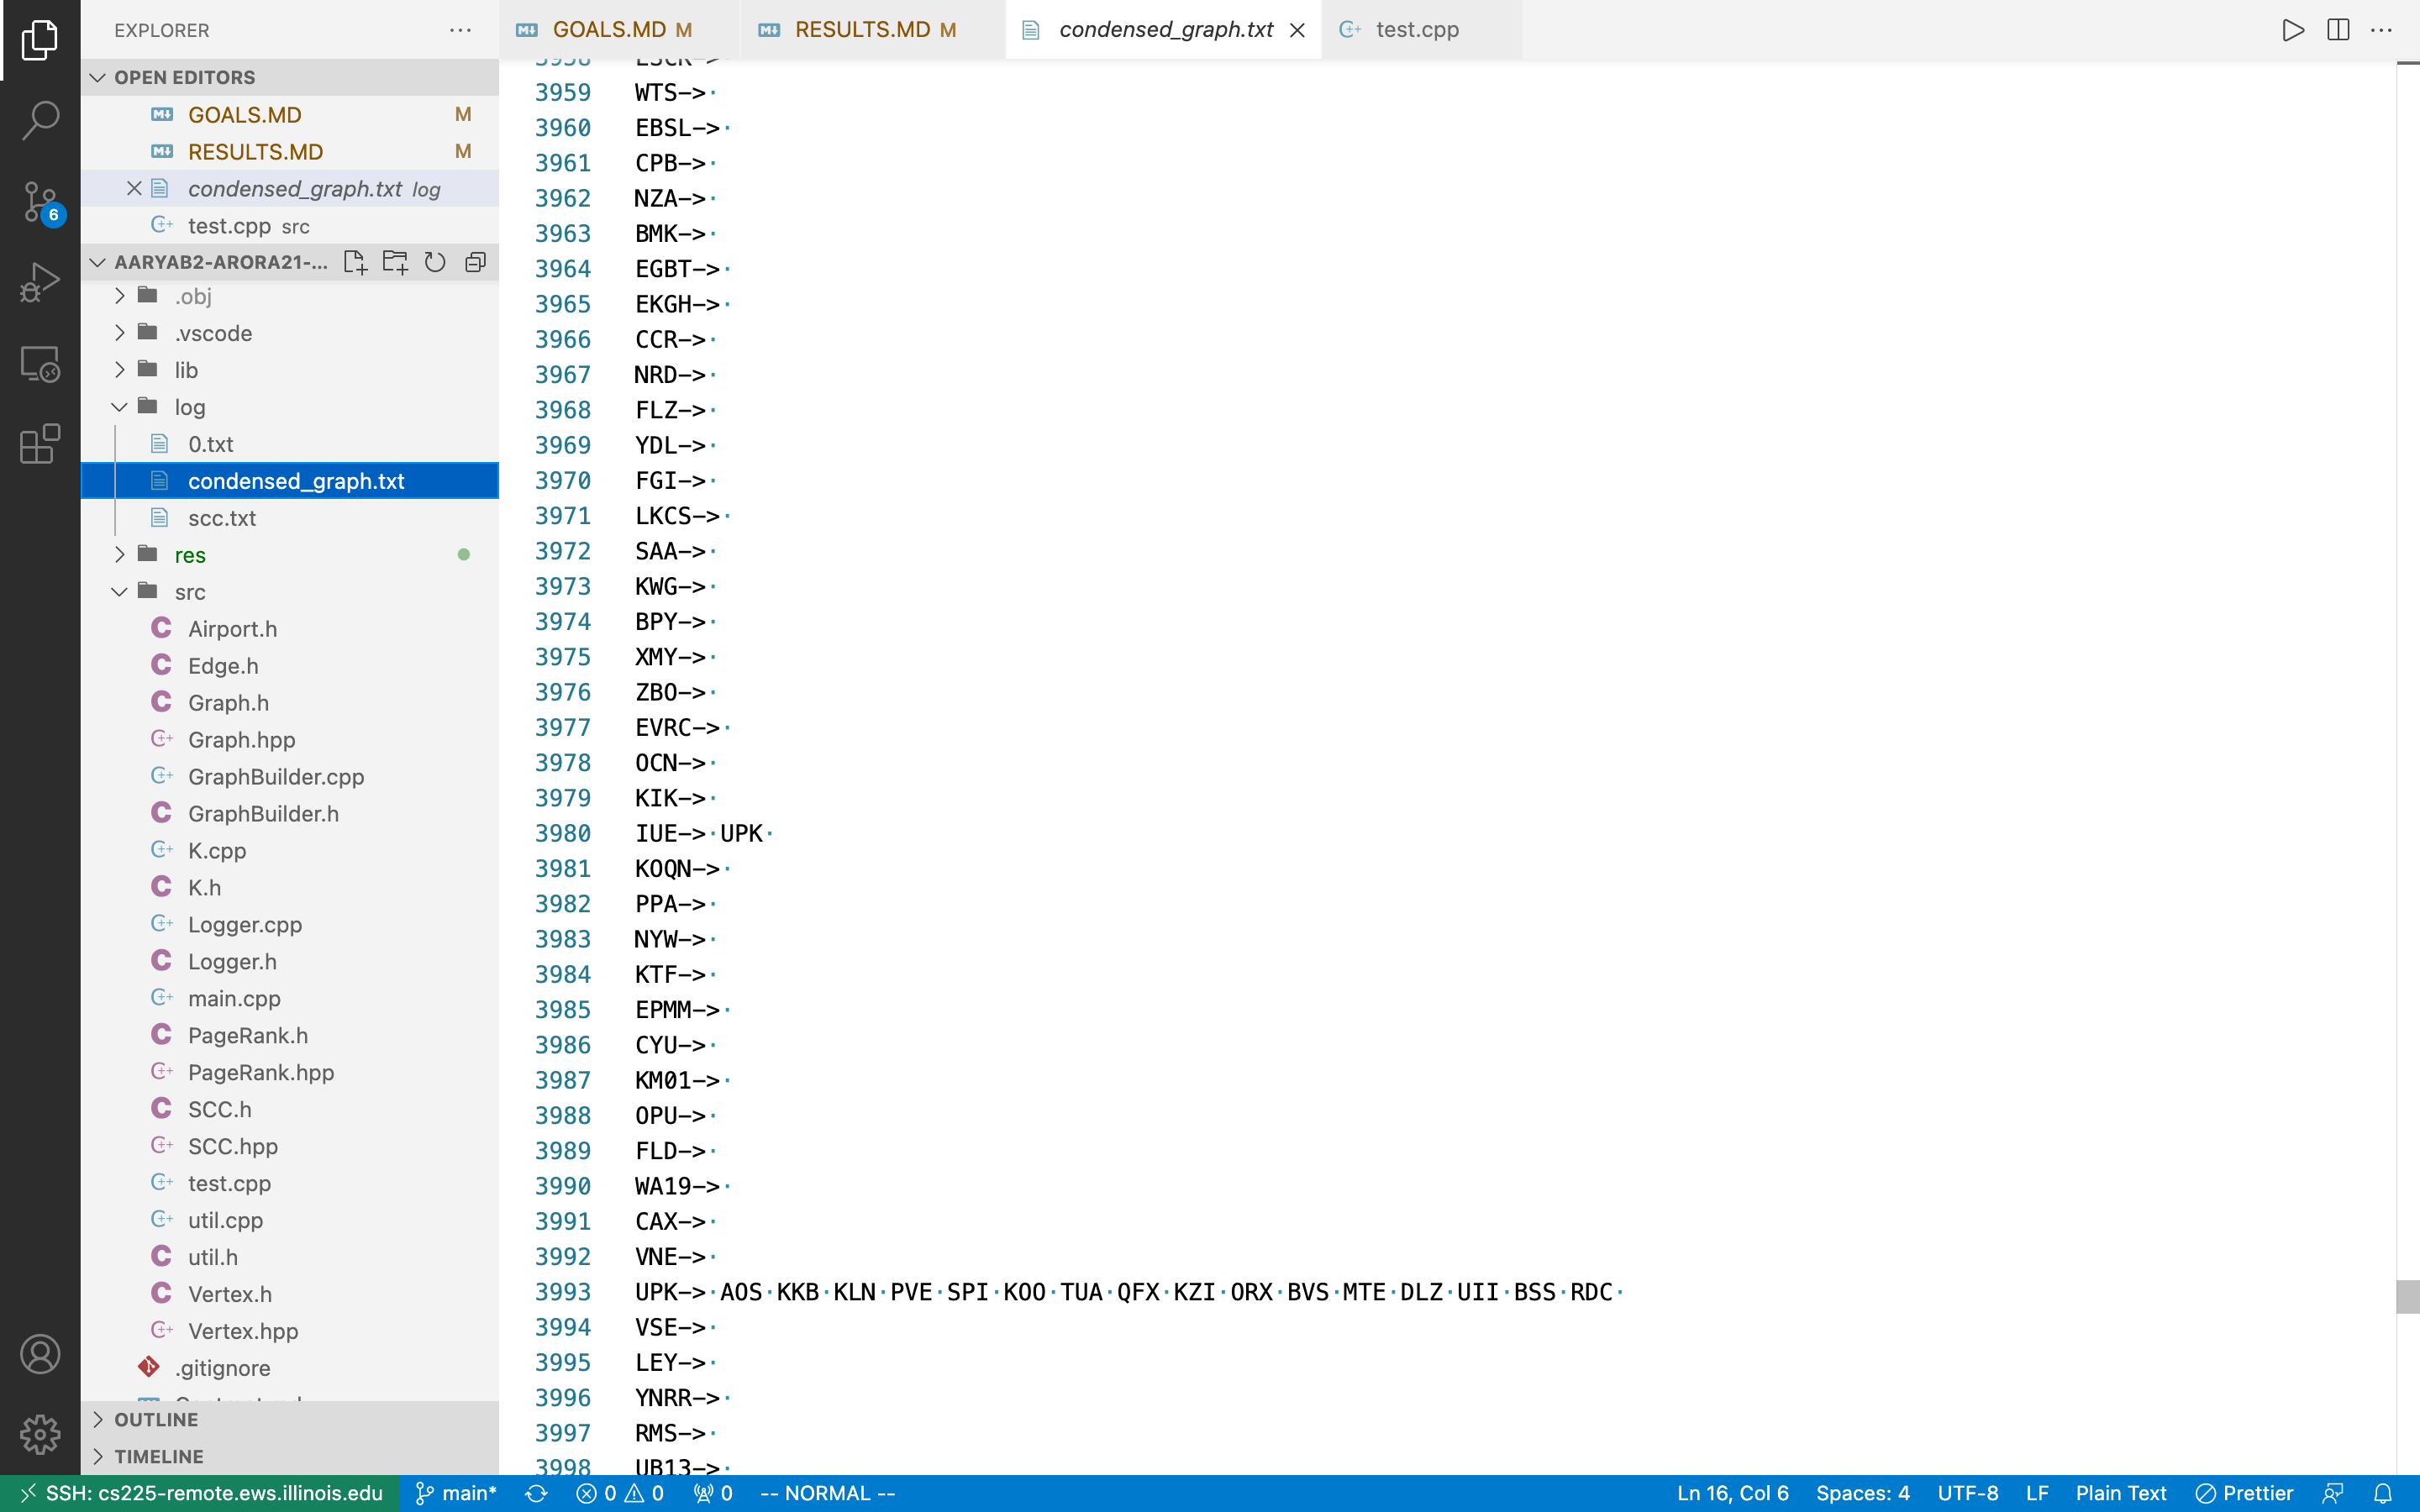 EXPLORER
OPEN EDITORS
GOALS.MD M
RESULTS.MD M
condensed_graph.txt log
test.cpp src
AARYAB2-ARORA21-...
.obj
.vscode
lib
log
0.txt
condensed_graph.txt
scc.txt
res
src
Airport.h
Edge.h
Graph.h
Graph.hpp
GraphBuilder.cpp
GraphBuilder.h
K.cpp
K.h
Logger.cpp
Logger.h
main.cpp
PageRank.h
PageRank.hpp
SCC.h
SCC.hpp
test.cpp
util.cpp
util.h
Vertex.h
Vertex.hpp
.gitignore
OUTLINE
TIMELINE
6
GOALS.MD M
RESULTS.MD M
condensed_graph.txt
test.cpp
3959 WTS->
3960 EBSL->
3961 CPB->
3962 NZA->
3963 BMK->
3964 EGBT->
3965 EKGH->
3966 CCR->
3967 NRD->
3968 FLZ->
3969 YDL->
3970 FGI->
3971 LKCS->
3972 SAA->
3973 KWG->
3974 BPY->
3975 XMY->
3976 ZBO->
3977 EVRC->
3978 OCN->
3979 KIK->
3980 IUE-> UPK
3981 KOQN->
3982 PPA->
3983 NYW->
3984 KTF->
3985 EPMM->
3986 CYU->
3987 KM01->
3988 OPU->
3989 FLD->
3990 WA19->
3991 CAX->
3992 VNE->
3993 UPK-> AOS KKB KLN PVE SPI KOO TUA QFX KZI ORX BVS MTE DLZ UII BSS RDC
3994 VSE->
3995 LEY->
3996 YNRR->
3997 RMS->
3998 UB13->
SSH: cs225-remote.ews.illinois.edu main* 0 0 0 -- NORMAL -- Ln 16, Col 6 Spaces: 4 UTF-8 LF Plain Text Prettier